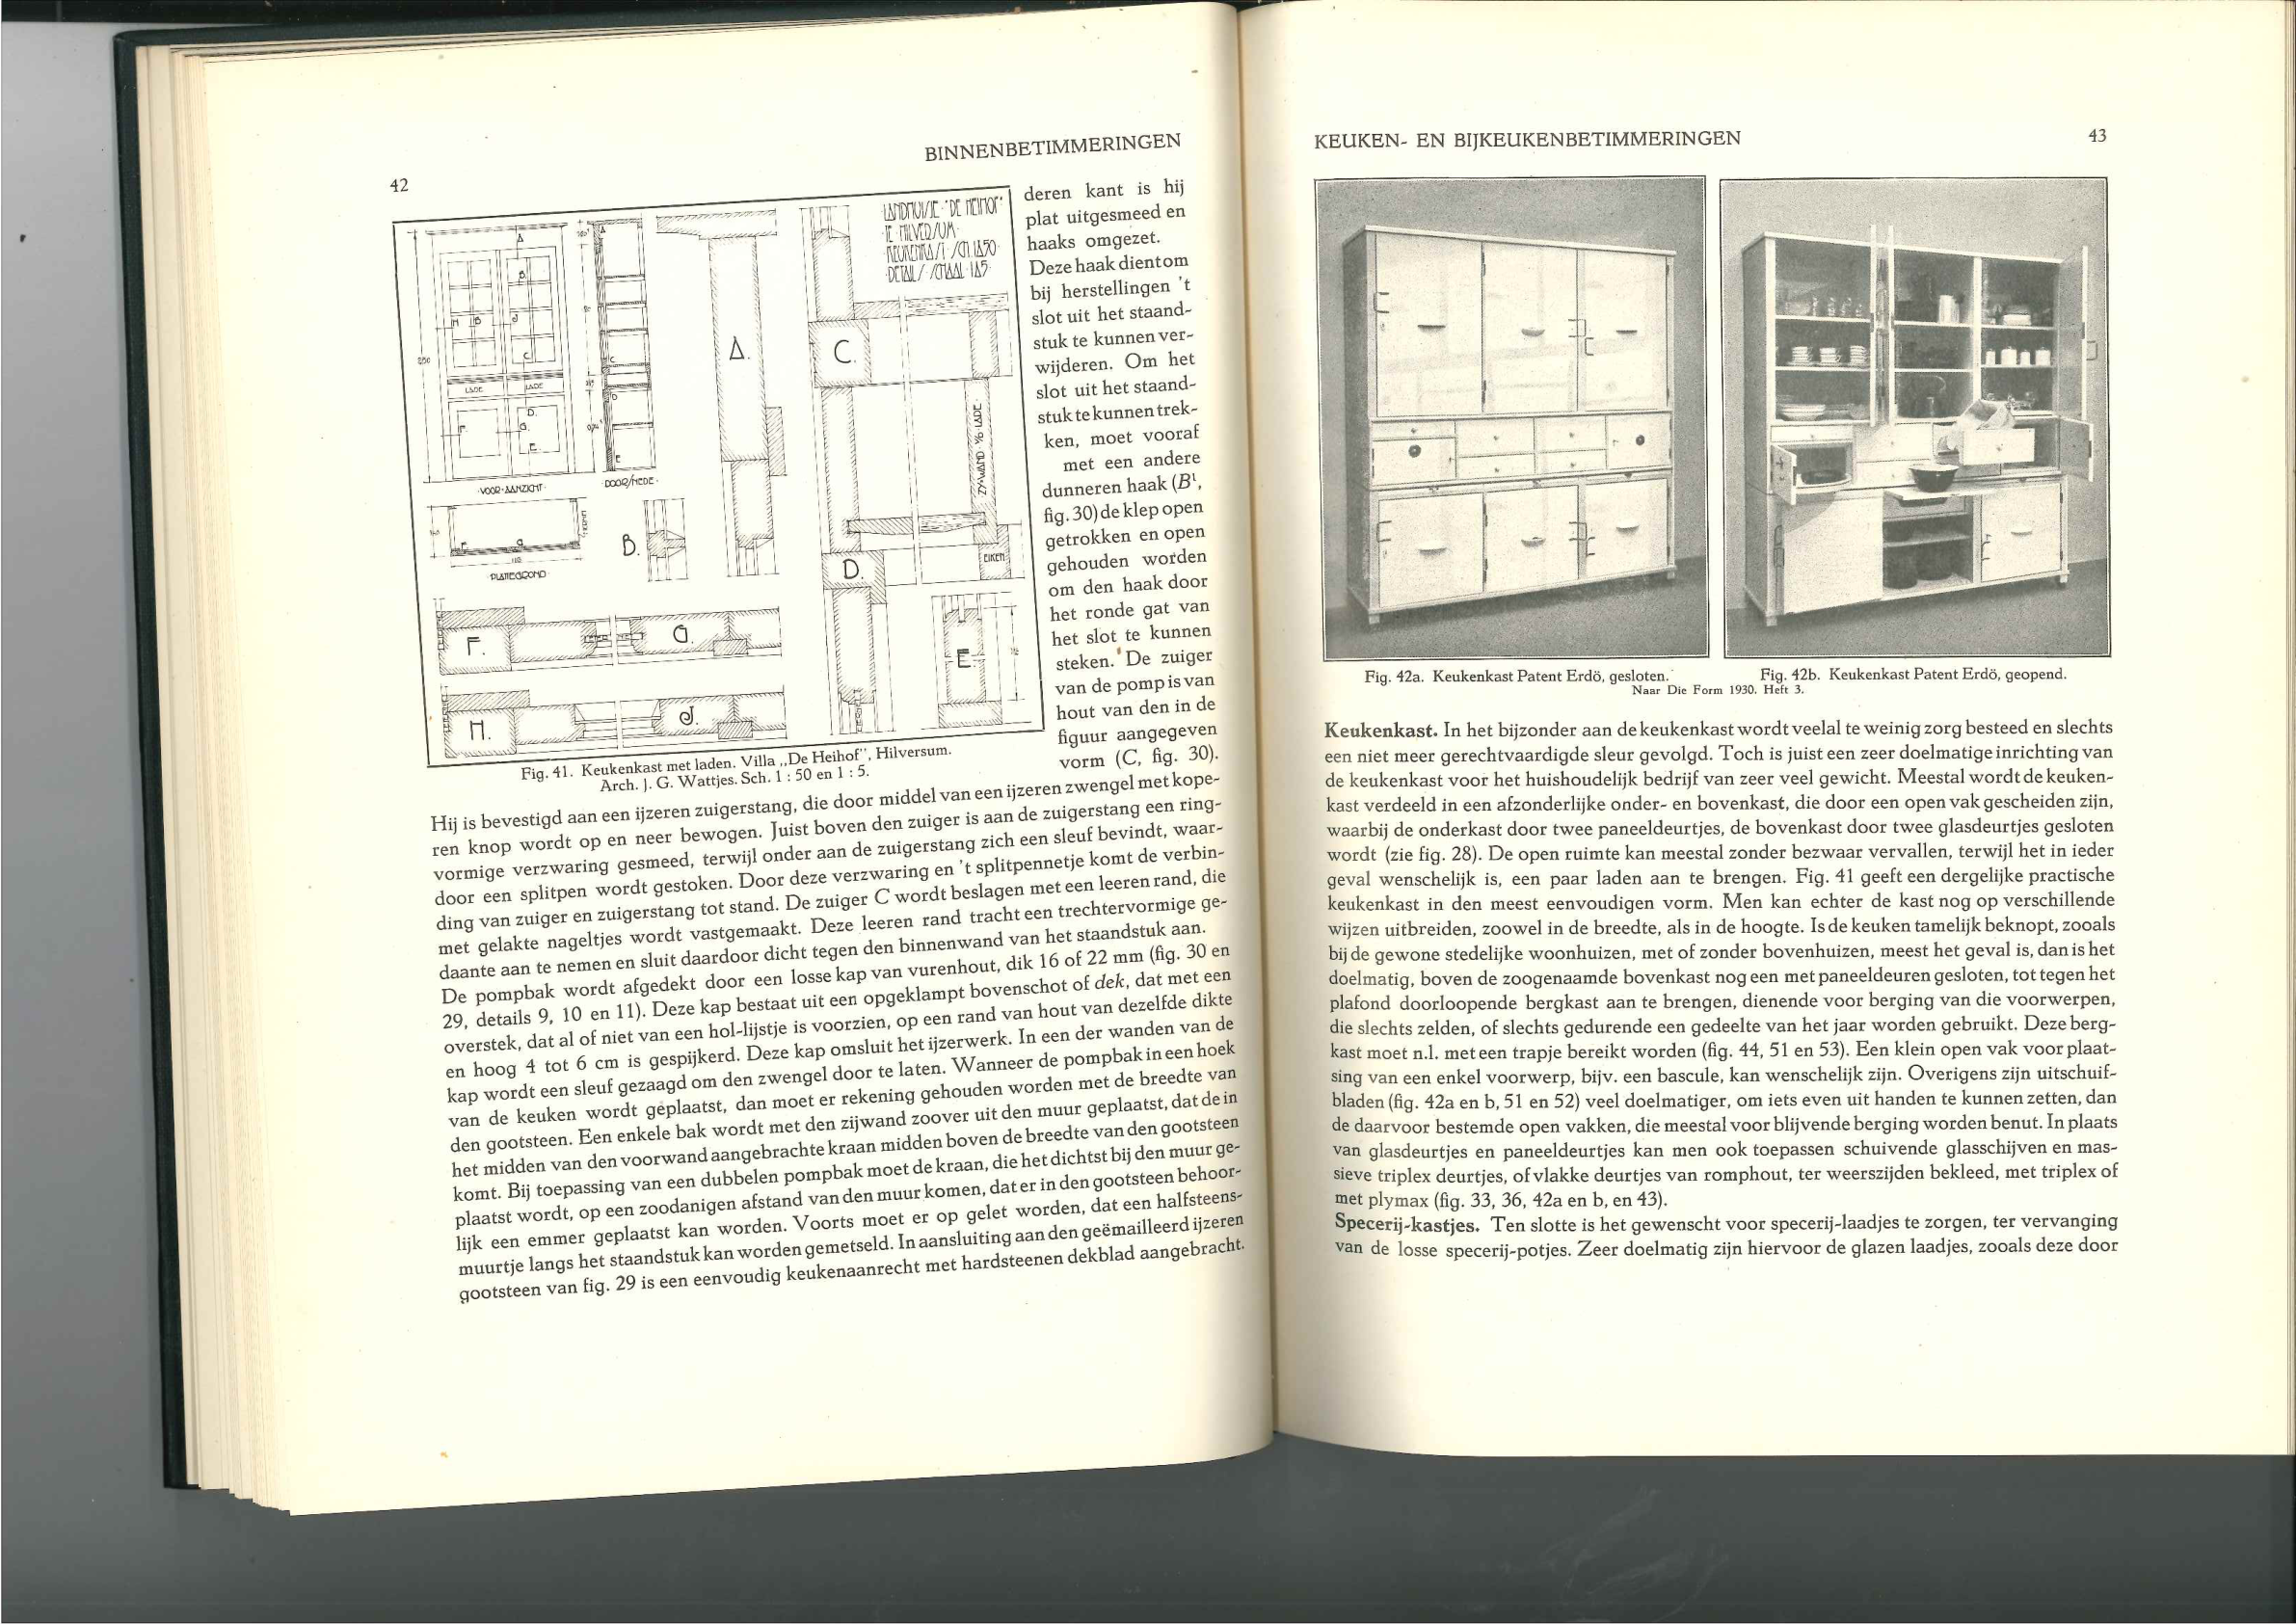 42
BINNENBETIMMERINGEN
LANDHUISJE "DE HEIHOF"
TE HILVERSUM
KEUKENKAST SCH. 1À50
DETAILS SCHAAL 1À5
A
B
H
B
J
C
LADE
LADE
D.
F.
G.
E.
VOOR-AANZICHT
DOORSNEDE
PLATTEGROND
A.
B.
C.
D.
E
F.
G.
H.
J.
ZYWAND V/D LADE
EIKEN
Fig. 41. Keukenkast met laden. Villa „De Heihof”, Hilversum.
Arch. J. G. Wattjes. Sch. 1 : 50 en 1 : 5.
deren kant is hij
plat uitgesmeed en
haaks omgezet.
Deze haak dient om
bij herstellingen 't
slot uit het staand-
stuk te kunnen ver-
wijderen. Om het
slot uit het staand-
stuk te kunnen trek-
ken, moet vooraf
met een andere
dunneren haak (B¹,
fig. 30) de klep open
getrokken en open
gehouden worden
om den haak door
het ronde gat van
het slot te kunnen
steken. De zuiger
van de pomp is van
hout van den in de
figuur aangegeven
vorm (C, fig. 30).
Hij is bevestigd aan een ijzeren zuigerstang, die door middel van een ijzeren zwengel met kope-
ren knop wordt op en neer bewogen. Juist boven den zuiger is aan de zuigerstang een ring-
vormige verzwaring gesmeed, terwijl onder aan de zuigerstang zich een sleuf bevindt, waar-
door een splitpen wordt gestoken. Door deze verzwaring en 't splitpennetje komt de verbin-
ding van zuiger en zuigerstang tot stand. De zuiger C wordt beslagen met een leeren rand, die
met gelakte nageltjes wordt vastgemaakt. Deze leeren rand tracht een trechtervormige ge-
daante aan te nemen en sluit daardoor dicht tegen den binnenwand van het staandstuk aan.
De pompbak wordt afgedekt door een losse kap van vurenhout, dik 16 of 22 mm (fig. 30 en
29, details 9, 10 en 11). Deze kap bestaat uit een opgeklampt bovenschot of dek, dat met een
overstek, dat al of niet van een hol-lijstje is voorzien, op een rand van hout van dezelfde dikte
en hoog 4 tot 6 cm is gespijkerd. Deze kap omsluit het ijzerwerk. In een der wanden van de
kap wordt een sleuf gezaagd om den zwengel door te laten. Wanneer de pompbak in een hoek
van de keuken wordt geplaatst, dan moet er rekening gehouden worden met de breedte van
den gootsteen. Een enkele bak wordt met den zijwand zoover uit den muur geplaatst, dat de in
het midden van den voorwand aangebrachte kraan midden boven de breedte van den gootsteen
komt. Bij toepassing van een dubbelen pompbak moet de kraan, die het dichtst bij den muur ge-
plaatst wordt, op een zoodanigen afstand van den muur komen, dat er in den gootsteen behoor-
lijk een emmer geplaatst kan worden. Voorts moet er op gelet worden, dat een halfsteens-
muurtje langs het staandstuk kan worden gemetseld. In aansluiting aan den geëmailleerd ijzeren
gootsteen van fig. 29 is een eenvoudig keukenaanrecht met hardsteenen dekblad aangebracht.
KEUKEN- EN BIJKEUKENBETIMMERINGEN
43
Fig. 42a. Keukenkast Patent Erdö, gesloten.
Fig. 42b. Keukenkast Patent Erdö, geopend.
Naar Die Form 1930. Heft 3.
Keukenkast. In het bijzonder aan de keukenkast wordt veelal te weinig zorg besteed en slechts
een niet meer gerechtvaardigde sleur gevolgd. Toch is juist een zeer doelmatige inrichting van
de keukenkast voor het huishoudelijk bedrijf van zeer veel gewicht. Meestal wordt de keuken-
kast verdeeld in een afzonderlijke onder- en bovenkast, die door een open vak gescheiden zijn,
waarbij de onderkast door twee paneeldeurtjes, de bovenkast door twee glasdeurtjes gesloten
wordt (zie fig. 28). De open ruimte kan meestal zonder bezwaar vervallen, terwijl het in ieder
geval wenschelijk is, een paar laden aan te brengen. Fig. 41 geeft een dergelijke practische
keukenkast in den meest eenvoudigen vorm. Men kan echter de kast nog op verschillende
wijzen uitbreiden, zoowel in de breedte, als in de hoogte. Is de keuken tamelijk beknopt, zooals
bij de gewone stedelijke woonhuizen, met of zonder bovenhuizen, meest het geval is, dan is het
doelmatig, boven de zoogenaamde bovenkast nog een met paneeldeuren gesloten, tot tegen het
plafond doorloopende bergkast aan te brengen, dienende voor berging van die voorwerpen,
die slechts zelden, of slechts gedurende een gedeelte van het jaar worden gebruikt. Deze berg-
kast moet n.l. met een trapje bereikt worden (fig. 44, 51 en 53). Een klein open vak voor plaat-
sing van een enkel voorwerp, bijv. een bascule, kan wenschelijk zijn. Overigens zijn uitschuif-
bladen (fig. 42a en b, 51 en 52) veel doelmatiger, om iets even uit handen te kunnen zetten, dan
de daarvoor bestemde open vakken, die meestal voor blijvende berging worden benut. In plaats
van glasdeurtjes en paneeldeurtjes kan men ook toepassen schuivende glasschijven en mas-
sieve triplex deurtjes, of vlakke deurtjes van romphout, ter weerszijden bekleed, met triplex of
met plymax (fig. 33, 36, 42a en b, en 43).
Specerij-kastjes. Ten slotte is het gewenscht voor specerij-laadjes te zorgen, ter vervanging
van de losse specerij-potjes. Zeer doelmatig zijn hiervoor de glazen laadjes, zooals deze door